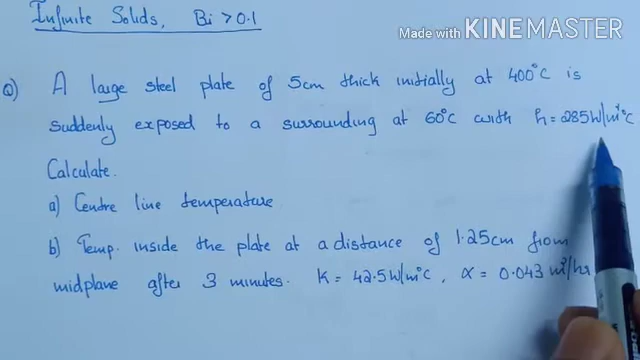 Infinite Solids, Bi > 0.1
Made with KINEMASTER
Q) A large steel plate of 5cm thick initially at 400°C is
suddenly exposed to a surrounding at 60°C with h = 285W/m²°C
Calculate.
a) Centre line temperature
b) Temp. inside the plate at a distance of 1.25cm from
midplane after 3 minutes. K = 42.5W/m°C, α = 0.043 m²/hr